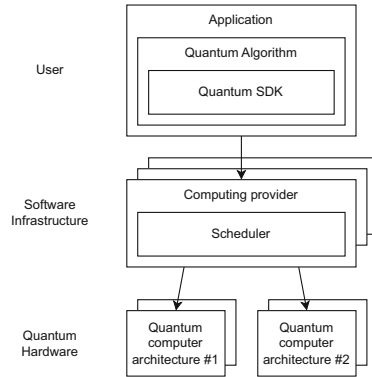 Application
Quantum Algorithm
User
Quantum SDK
Computing provider
Software
Infrastructure
Scheduler
Quantum
Hardware
Quantum
computer
architecture #1
Quantum
computer
architecture #2